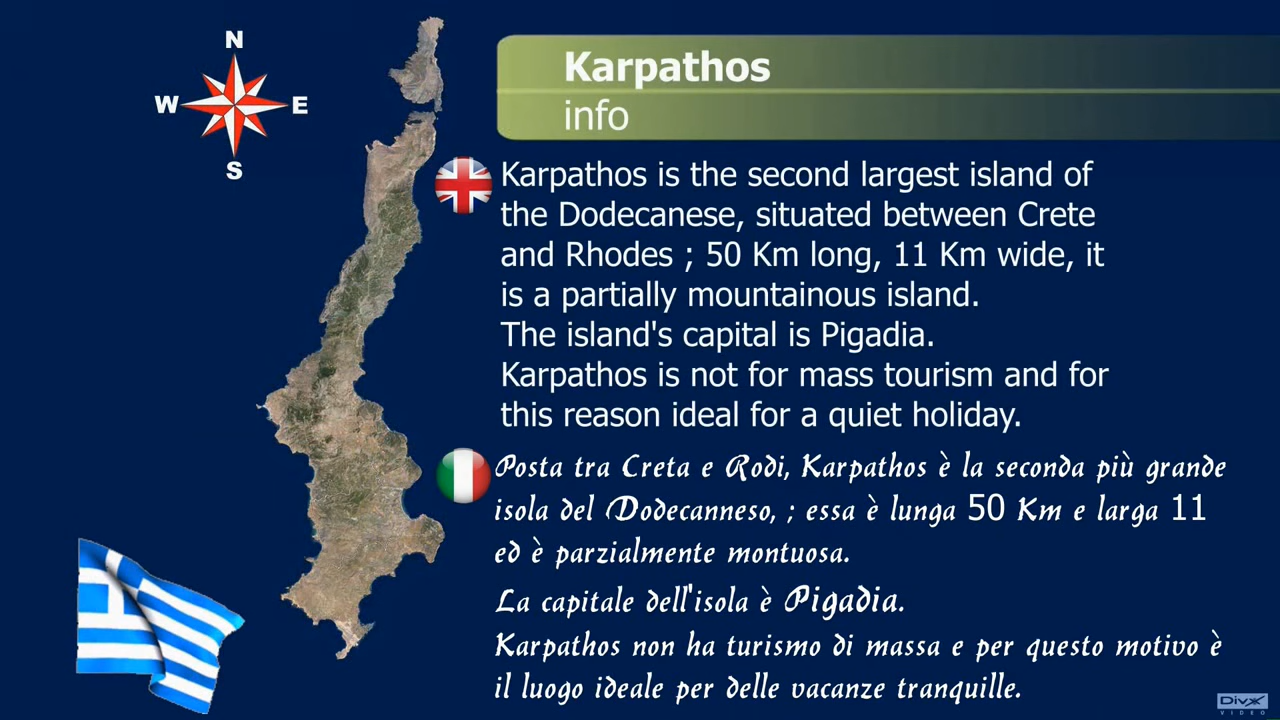 N
W E
S
Karpathos
info
Karpathos is the second largest island of
the Dodecanese, situated between Crete
and Rhodes ; 50 Km long, 11 Km wide, it
is a partially mountainous island.
The island's capital is Pigadia.
Karpathos is not for mass tourism and for
this reason ideal for a quiet holiday.
Posta tra Creta e Rodi, Karpathos è la seconda più grande
isola del Dodecanneso, ; essa è lunga 50 Km e larga 11
ed è parzialmente montuosa.
La capitale dell'isola è Pigadia.
Karpathos non ha turismo di massa e per questo motivo è
il luogo ideale per delle vacanze tranquille.
DivX
VIDEO